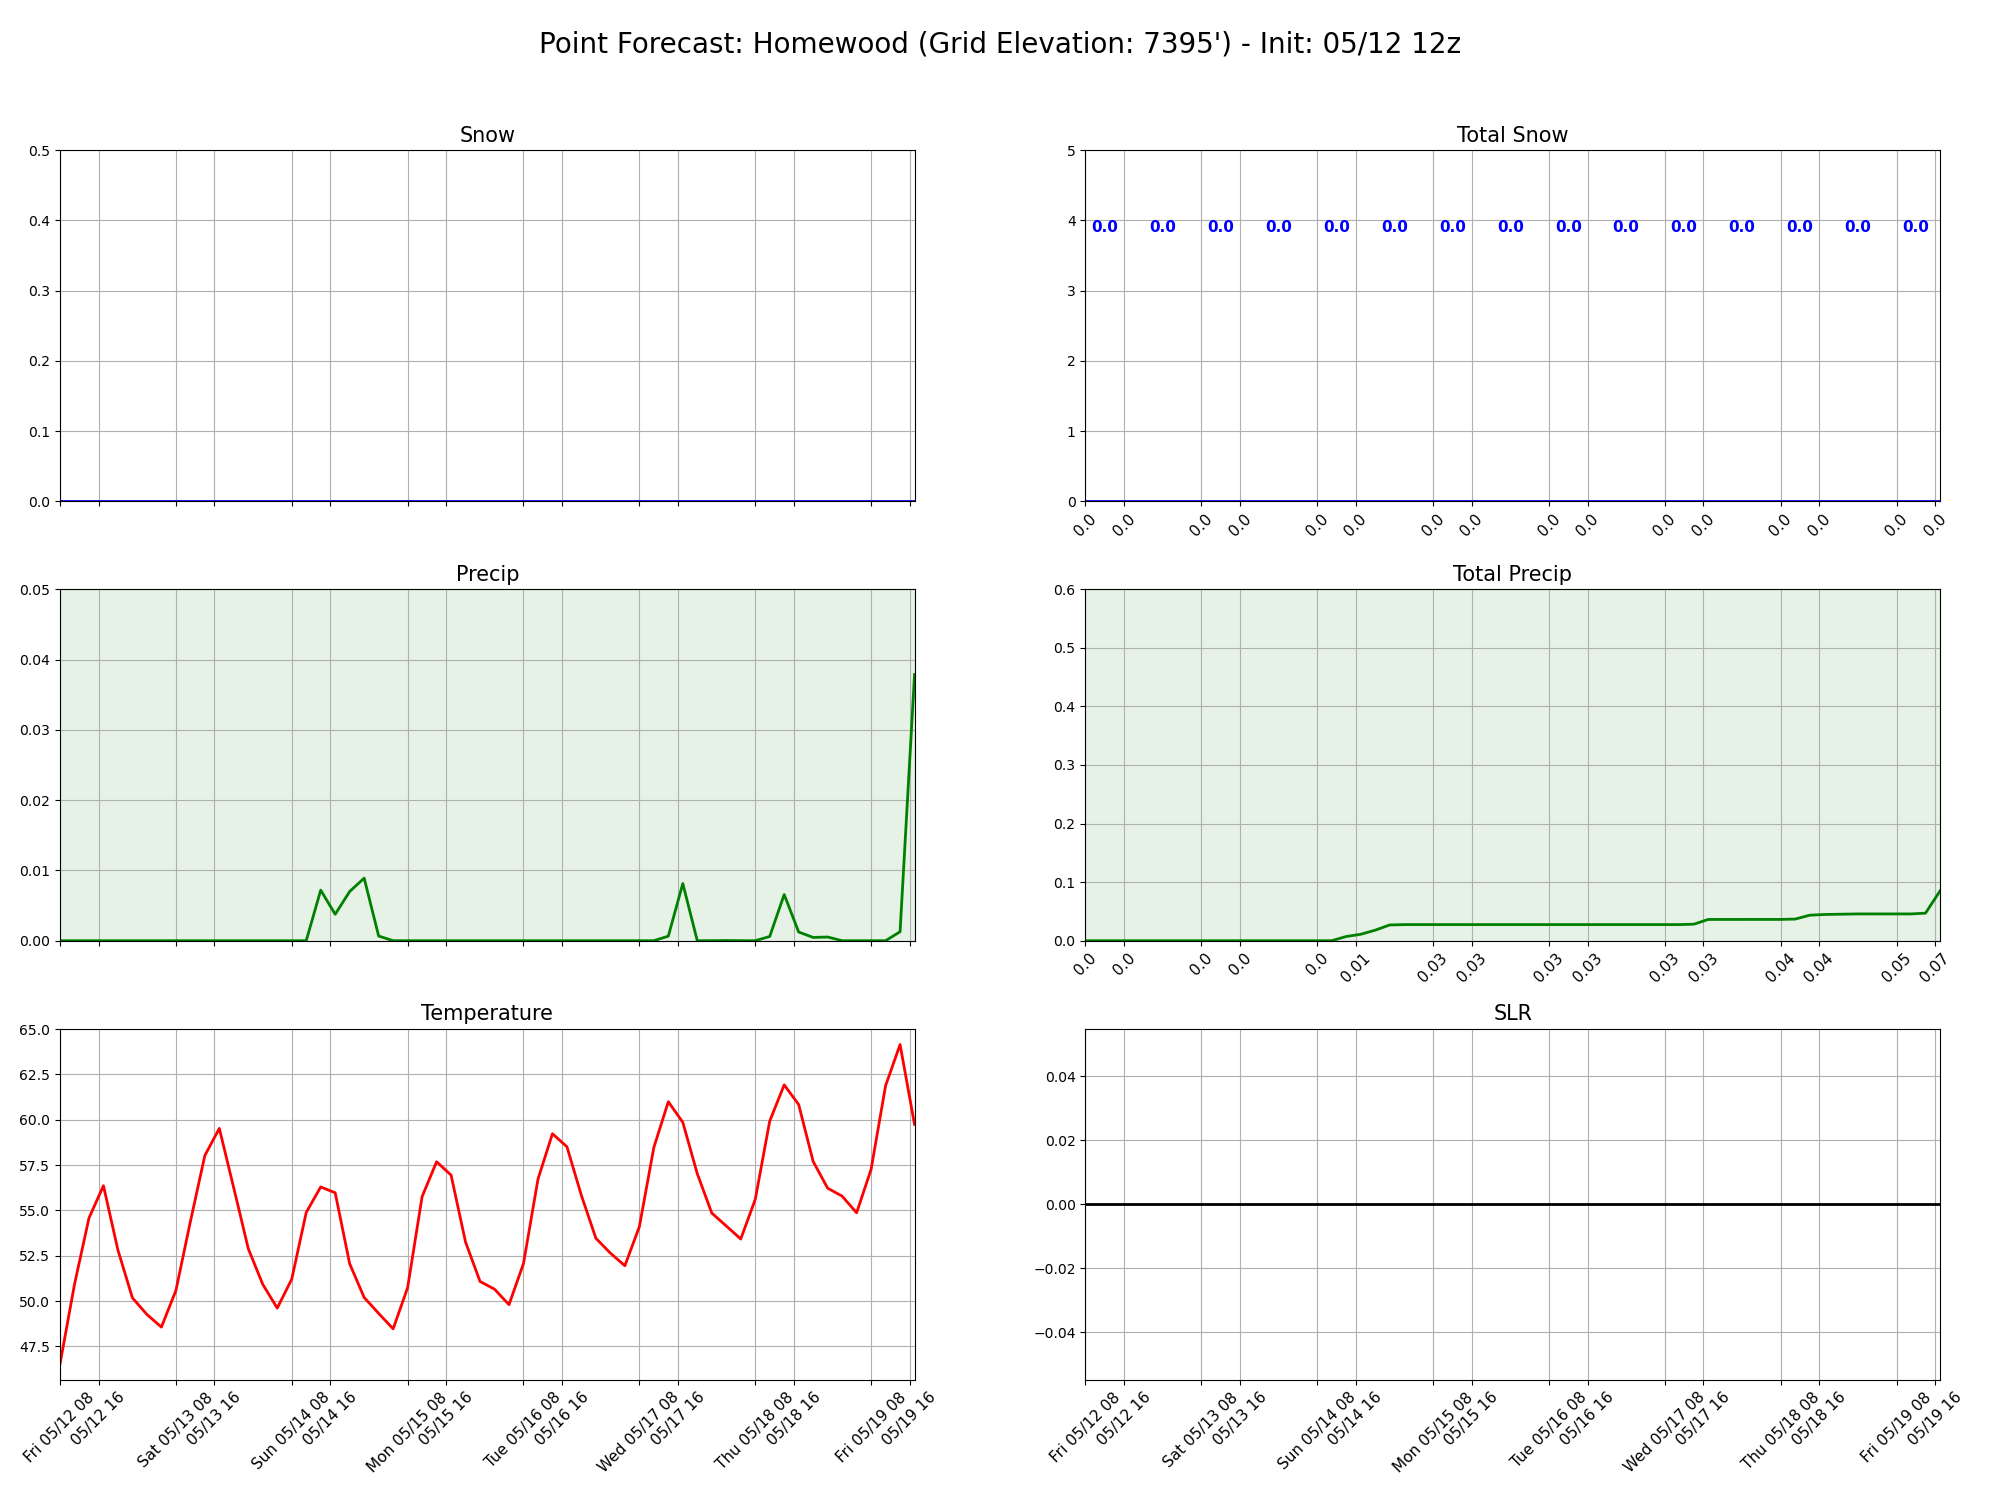 Point Forecast: Homewood (Grid Elevation: 7395') - Init: 05/12 12z
Snow
0.5
0.4
0.3
0.2
0.1
0.0
Total Snow
5
4
3
2
1
0
0.0 0.0 0.0 0.0 0.0 0.0 0.0 0.0 0.0 0.0 0.0 0.0 0.0 0.0 0.0
0.0 0.0 0.0 0.0 0.0 0.0 0.0 0.0 0.0 0.0 0.0 0.0 0.0 0.0 0.0 0.0
Precip
0.05
0.04
0.03
0.02
0.01
0.00
Total Precip
0.6
0.5
0.4
0.3
0.2
0.1
0.0
0.0 0.0 0.0 0.0 0.0 0.01 0.03 0.03 0.03 0.03 0.03 0.03 0.04 0.04 0.05 0.07
Temperature
65.0
62.5
60.0
57.5
55.0
52.5
50.0
47.5
Fri 05/12 08
05/12 16
Sat 05/13 08
05/13 16
Sun 05/14 08
05/14 16
Mon 05/15 08
05/15 16
Tue 05/16 08
05/16 16
Wed 05/17 08
05/17 16
Thu 05/18 08
05/18 16
Fri 05/19 08
05/19 16
SLR
0.04
0.02
0.00
−0.02
−0.04
Fri 05/12 08
05/12 16
Sat 05/13 08
05/13 16
Sun 05/14 08
05/14 16
Mon 05/15 08
05/15 16
Tue 05/16 08
05/16 16
Wed 05/17 08
05/17 16
Thu 05/18 08
05/18 16
Fri 05/19 08
05/19 16